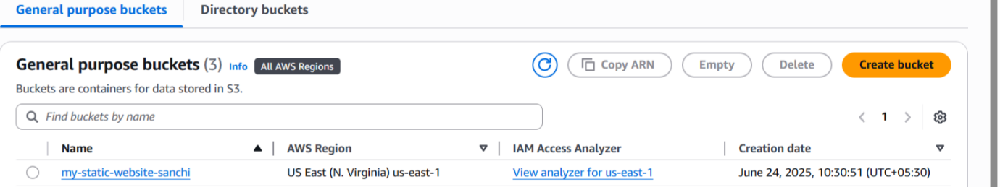 General purpose buckets Directory buckets
General purpose buckets (3) Info All AWS Regions Copy ARN Empty Delete Create bucket
Buckets are containers for data stored in S3.
Find buckets by name 1
Name AWS Region IAM Access Analyzer Creation date
my-static-website-sanchi US East (N. Virginia) us-east-1 View analyzer for us-east-1 June 24, 2025, 10:30:51 (UTC+05:30)